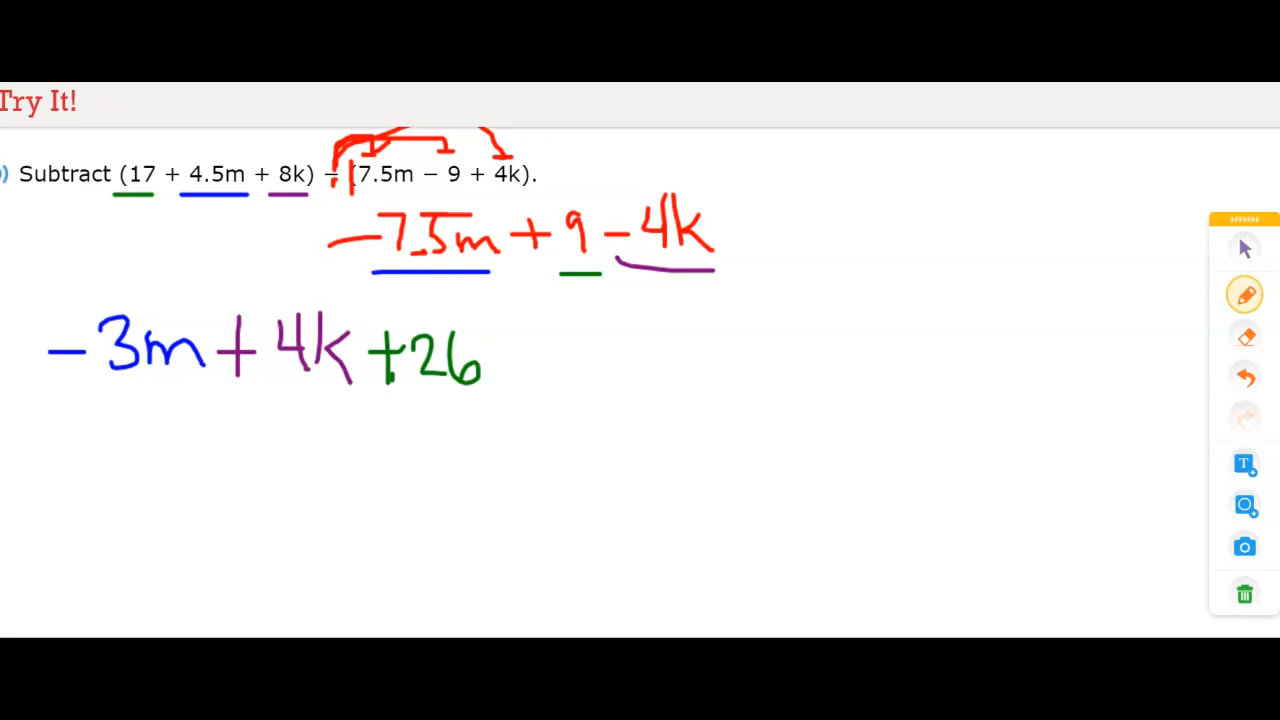 Try It!
) Subtract (17 + 4.5m + 8k) − (7.5m − 9 + 4k).
−7.5m + 9 − 4k
−3m + 4k + 26
T